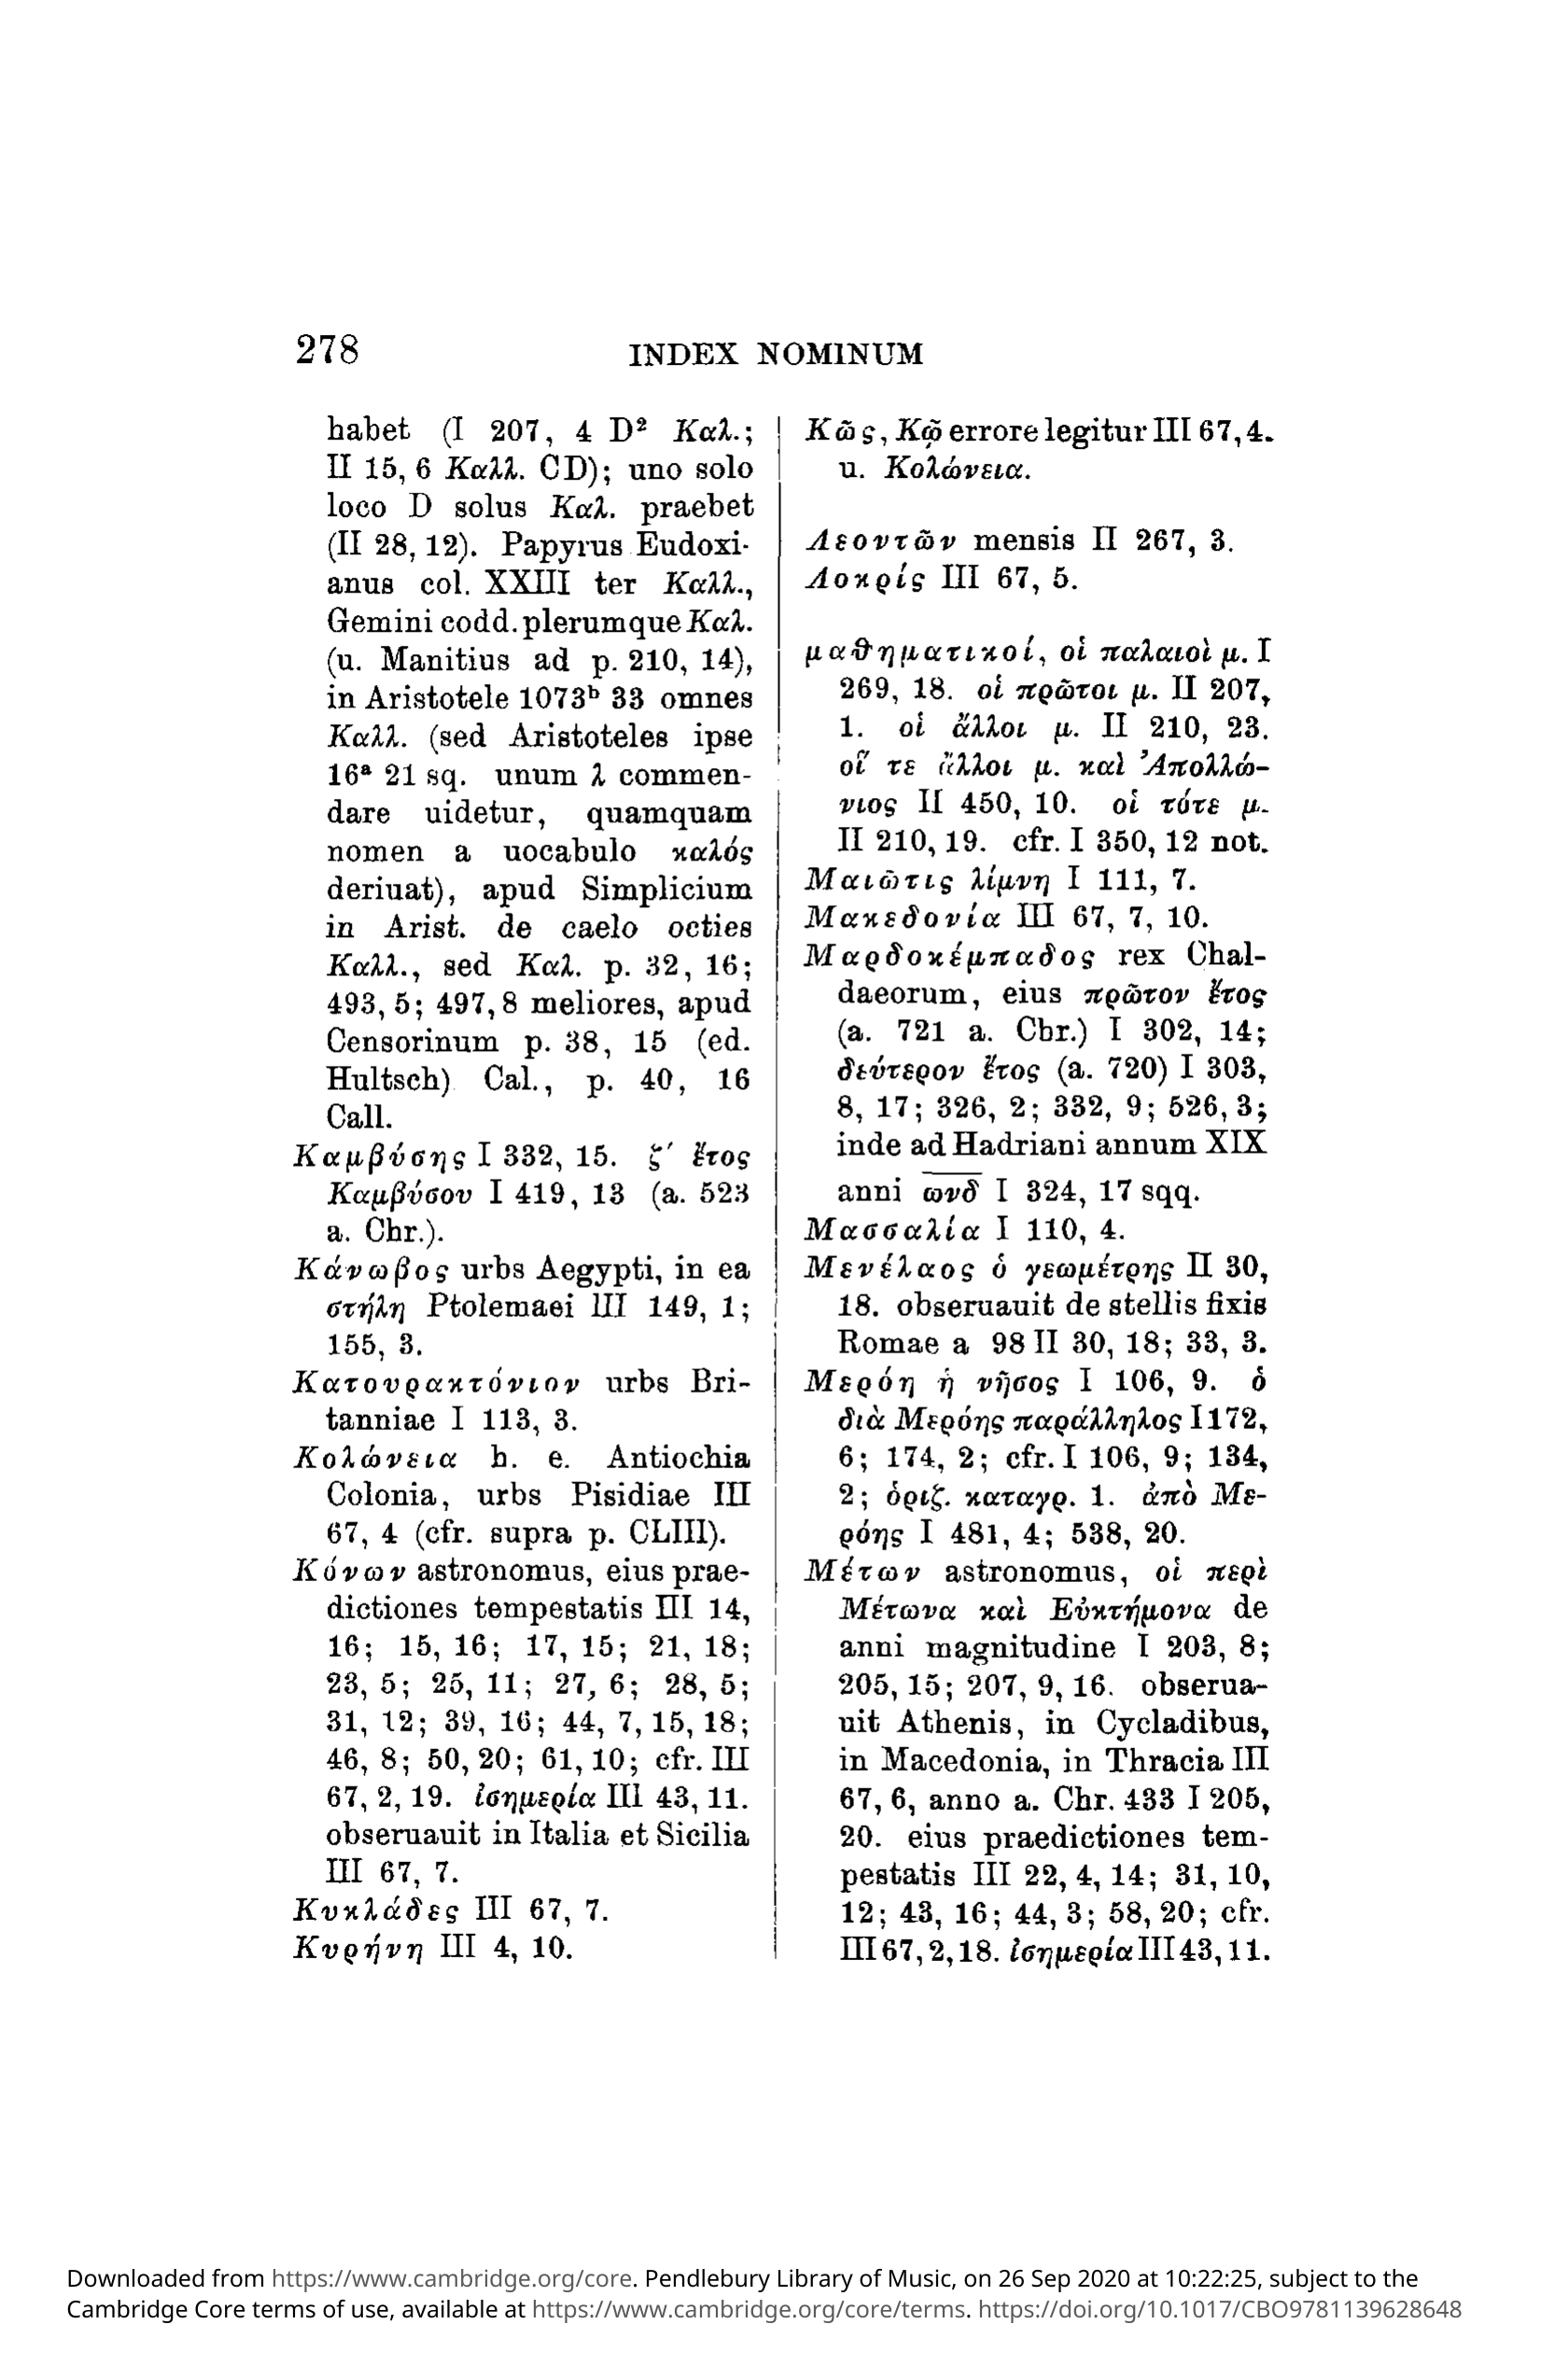 278
INDEX NOMINUM
habet (I 207, 4 D² Καλ.;
II 15, 6 Καλλ. CD); uno solo
loco D solus Καλ. praebet
(II 28, 12). Papyrus Eudoxi-
anus col. XXIII ter Καλλ.,
Gemini codd. plerumque Καλ.
(u. Manitius ad p. 210, 14),
in Aristotele 1073ᵇ 33 omnes
Καλλ. (sed Aristoteles ipse
16ᵃ 21 sq. unum λ commen-
dare uidetur, quamquam
nomen a uocabulo καλός
deriuat), apud Simplicium
in Arist. de caelo octies
Καλλ., sed Καλ. p. 32, 16;
493, 5; 497, 8 meliores, apud
Censorinum p. 38, 15 (ed.
Hultsch) Cal., p. 40, 16
Call.
Καμβύσης I 332, 15. ζ′ ἔτος
Καμβύσου I 419, 13 (a. 523
a. Chr.).
Κάνωβος urbs Aegypti, in ea
στήλη Ptolemaei III 149, 1;
155, 3.
Κατουρακτόνιον urbs Bri-
tanniae I 113, 3.
Κολώνεια h. e. Antiochia
Colonia, urbs Pisidiae III
67, 4 (cfr. supra p. CLIII).
Κόνων astronomus, eius prae-
dictiones tempestatis III 14,
16; 15, 16; 17, 15; 21, 18;
23, 5; 25, 11; 27, 6; 28, 5;
31, 12; 39, 16; 44, 7, 15, 18;
46, 8; 50, 20; 61, 10; cfr. III
67, 2, 19. ἰσημερία III 43, 11.
obseruauit in Italia et Sicilia
III 67, 7.
Κυκλάδες III 67, 7.
Κυρήνη III 4, 10.
Κῶς, Κῷ errore legitur III 67, 4.
u. Κολώνεια.
Λεοντῶν mensis II 267, 3.
Λοκρίς III 67, 5.
μαθηματικοί, οἱ παλαιοὶ μ. I
269, 18. οἱ πρῶτοι μ. II 207,
1. οἱ ἄλλοι μ. II 210, 23.
οἵ τε ἄλλοι μ. καὶ Ἀπολλώ-
νιος II 450, 10. οἱ τότε μ.
II 210, 19. cfr. I 350, 12 not.
Μαιῶτις λίμνη I 111, 7.
Μακεδονία III 67, 7, 10.
Μαρδοκέμπαδος rex Chal-
daeorum, eius πρῶτον ἔτος
(a. 721 a. Chr.) I 302, 14;
δεύτερον ἔτος (a. 720) I 303,
8, 17; 326, 2; 332, 9; 526, 3;
inde ad Hadriani annum XIX
anni ω̅ν̅δ̅ I 324, 17 sqq.
Μασσαλία I 110, 4.
Μενέλαος ὁ γεωμέτρης II 30,
18. obseruauit de stellis fixis
Romae a 98 II 30, 18; 33, 3.
Μερόη ἡ νῆσος I 106, 9. ὁ
διὰ Μερόης παράλληλος I 172,
6; 174, 2; cfr. I 106, 9; 134,
2; ὁριζ. καταγρ. 1. ἀπὸ Με-
ρόης I 481, 4; 538, 20.
Μέτων astronomus, οἱ περὶ
Μέτωνα καὶ Εὐκτήμονα de
anni magnitudine I 203, 8;
205, 15; 207, 9, 16. obserua-
uit Athenis, in Cycladibus,
in Macedonia, in Thracia III
67, 6, anno a. Chr. 433 I 205,
20. eius praedictiones tem-
pestatis III 22, 4, 14; 31, 10,
12; 43, 16; 44, 3; 58, 20; cfr.
III 67, 2, 18. ἰσημερία III 43, 11.
Downloaded from https://www.cambridge.org/core. Pendlebury Library of Music, on 26 Sep 2020 at 10:22:25, subject to the
Cambridge Core terms of use, available at https://www.cambridge.org/core/terms. https://doi.org/10.1017/CBO9781139628648